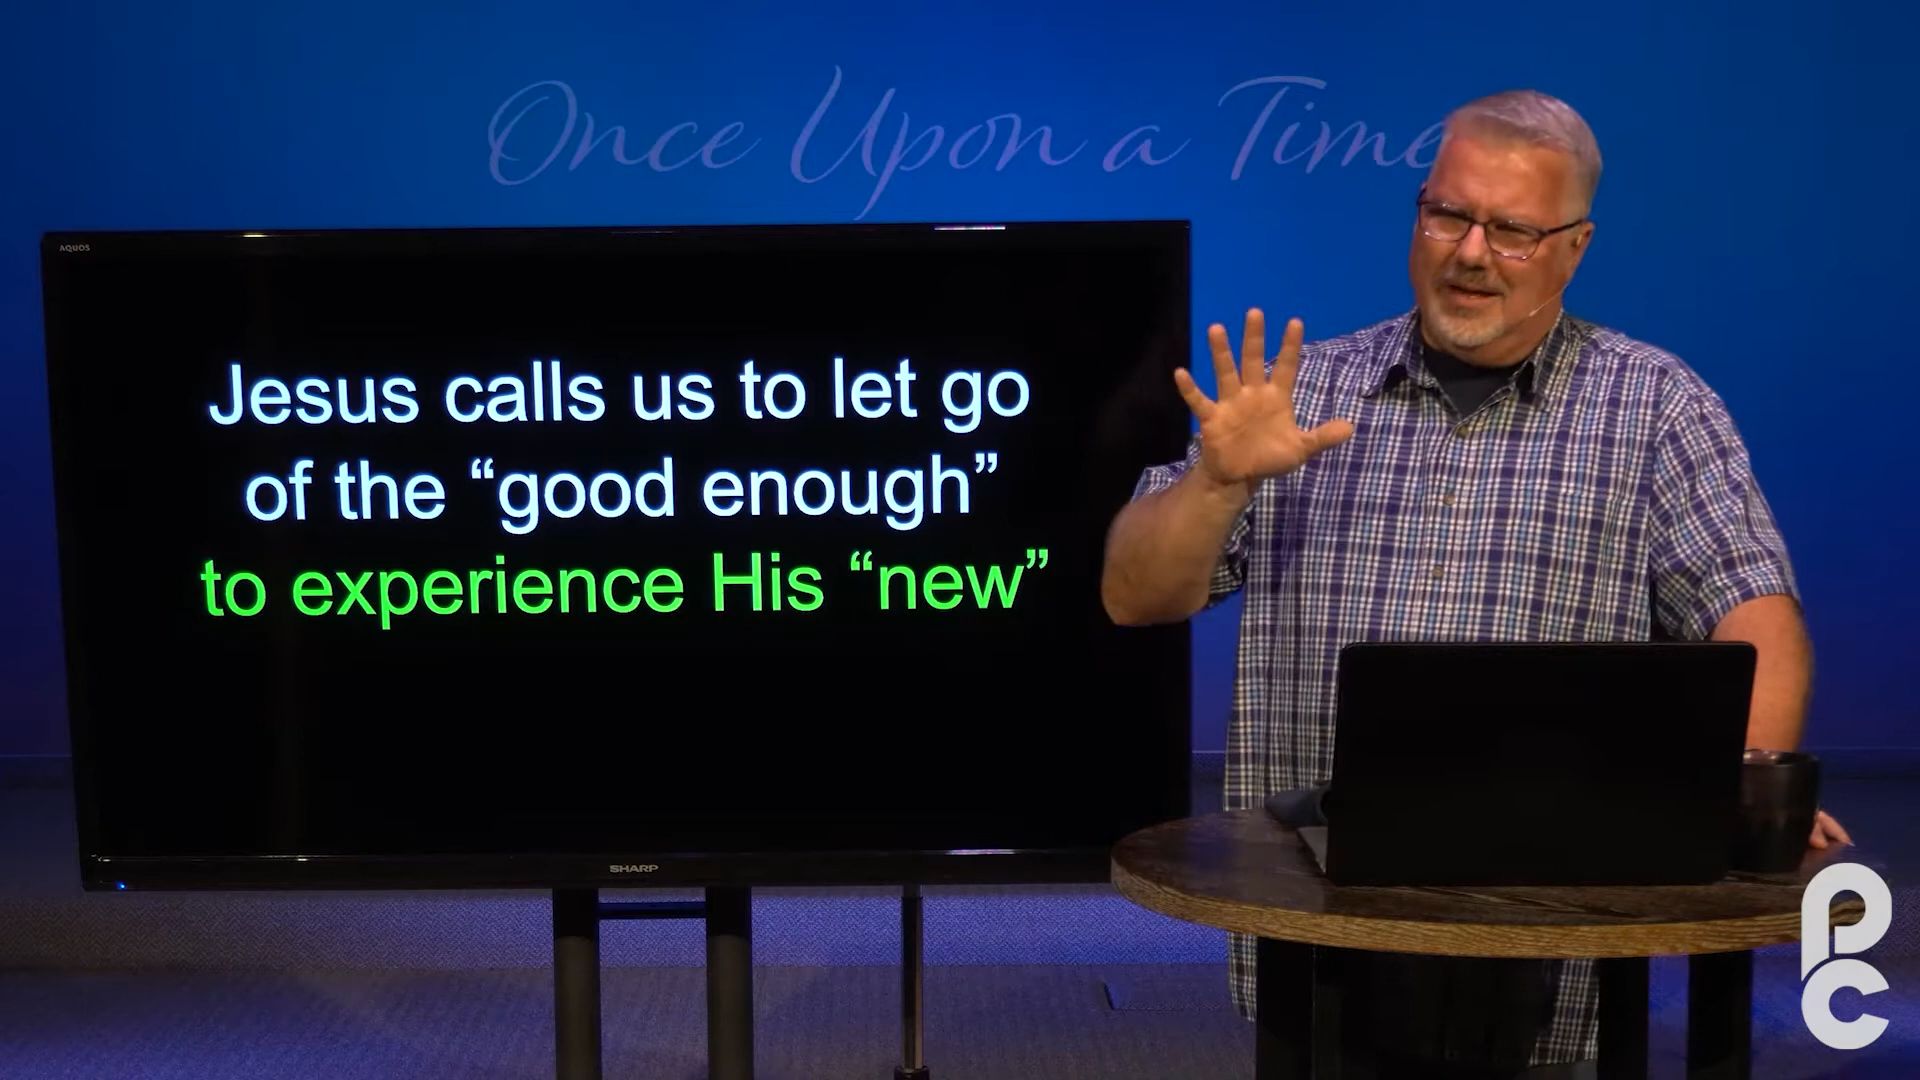 Once Upon a Time
AQUOS
Jesus calls us to let go
of the “good enough”
to experience His “new”
SHARP
PC